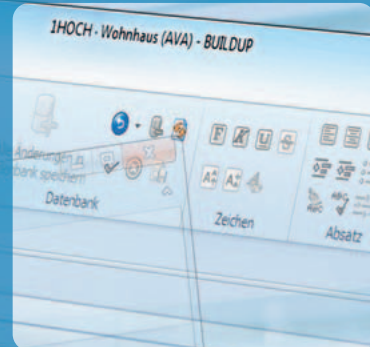 1HOCH - Wohnhaus (AVA) - BUILDUP
F K U S
Änderungen
speichern
Datenbank
Zeichen
Absatz